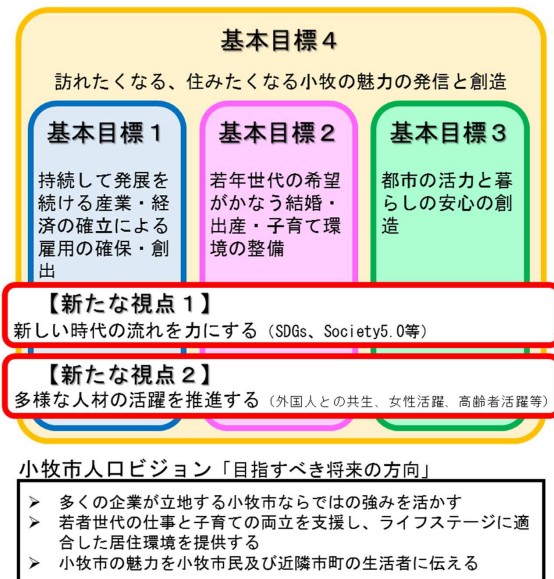 基本目標４
訪れたくなる、住みたくなる小牧の魅力の発信と創造
基本目標１
持続して発展を
続ける産業・経
済の確立による
雇用の確保・創
出
基本目標２
若年世代の希望
がかなう結婚・
出産・子育て環
境の整備
基本目標３
都市の活力と暮
らしの安心の創
造
【新たな視点１】
新しい時代の流れを力にする（SDGs、Society5.0等）
【新たな視点２】
多様な人材の活躍を推進する（外国人との共生、女性活躍、高齢者活躍等）
小牧市人口ビジョン「目指すべき将来の方向」
➢ 多くの企業が立地する小牧市ならではの強みを活かす
➢ 若者世代の仕事と子育ての両立を支援し、ライフステージに適
合した居住環境を提供する
➢ 小牧市の魅力を小牧市民及び近隣市町の生活者に伝える